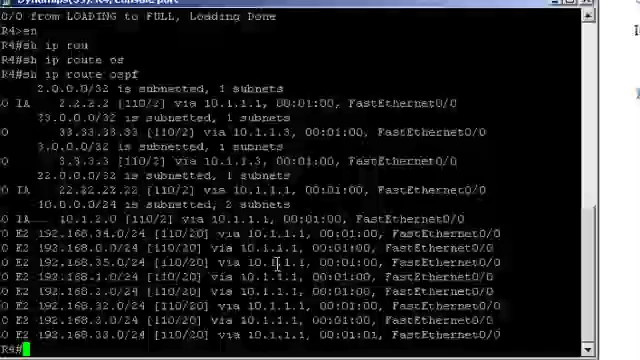 Dynamips(33): R4, Console port
0/0 from LOADING to FULL, Loading Done
R4>en
R4#sh ip rou
R4#sh ip route os
R4#sh ip route ospf
2.0.0.0/32 is subnetted, 1 subnets
O IA 2.2.2.2 [110/2] via 10.1.1.1, 00:01:00, FastEthernet0/0
33.0.0.0/32 is subnetted, 1 subnets
O 33.33.33.33 [110/2] via 10.1.1.3, 00:01:00, FastEthernet0/0
3.0.0.0/32 is subnetted, 1 subnets
O 3.3.3.3 [110/2] via 10.1.1.3, 00:01:00, FastEthernet0/0
22.0.0.0/32 is subnetted, 1 subnets
O IA 22.22.22.22 [110/2] via 10.1.1.1, 00:01:00, FastEthernet0/0
10.0.0.0/24 is subnetted, 2 subnets
O IA 10.1.2.0 [110/2] via 10.1.1.1, 00:01:00, FastEthernet0/0
O E2 192.168.34.0/24 [110/20] via 10.1.1.1, 00:01:00, FastEthernet0/0
O E2 192.168.0.0/24 [110/20] via 10.1.1.1, 00:01:00, FastEthernet0/0
O E2 192.168.35.0/24 [110/20] via 10.1.1.1, 00:01:00, FastEthernet0/0
O E2 192.168.1.0/24 [110/20] via 10.1.1.1, 00:01:00, FastEthernet0/0
O E2 192.168.2.0/24 [110/20] via 10.1.1.1, 00:01:00, FastEthernet0/0
O E2 192.168.32.0/24 [110/20] via 10.1.1.1, 00:01:00, FastEthernet0/0
O E2 192.168.3.0/24 [110/20] via 10.1.1.1, 00:01:00, FastEthernet0/0
O E2 192.168.33.0/24 [110/20] via 10.1.1.1, 00:01:01, FastEthernet0/0
R4#